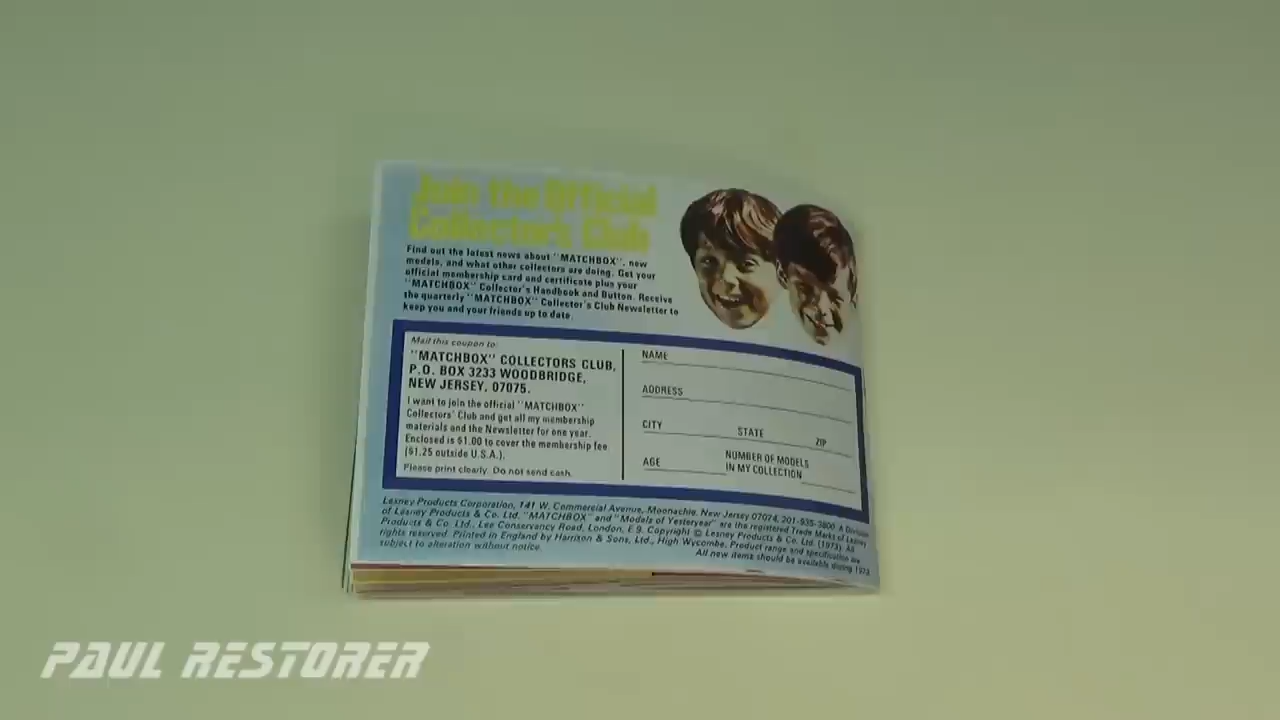 Join the Official
Collector's Club
Find out the latest news about "MATCHBOX", new
models, and what other collectors are doing. Get your
official membership card and certificate plus your
"MATCHBOX" Collector's Handbook and Button. Receive
the quarterly "MATCHBOX" Collector's Club Newsletter to
keep you and your friends up to date.
Mail this coupon to:
"MATCHBOX" COLLECTORS CLUB,
P.O. BOX 3233 WOODBRIDGE,
NEW JERSEY, 07075.
I want to join the official "MATCHBOX"
Collectors' Club and get all my membership
materials and the Newsletter for one year.
Enclosed is $1.00 to cover the membership fee
($1.25 outside U.S.A.).
Please print clearly. Do not send cash.
NAME
ADDRESS
CITY STATE ZIP
AGE NUMBER OF MODELS
IN MY COLLECTION
Lesney Products Corporation, 141 W. Commercial Avenue, Moonachie, New Jersey 07074, 201-935-3800 A Division
of Lesney Products & Co. Ltd. "MATCHBOX" and "Models of Yesteryear" are the registered Trade Marks of Lesney
Products & Co. Ltd., Lee Conservancy Road, London, E.9. Copyright © Lesney Products & Co. Ltd. (1973). All
rights reserved. Printed in England by Harrison & Sons, Ltd., High Wycombe. Product range and specification are
subject to alteration without notice. All new items should be available during 1973
PAUL RESTORER